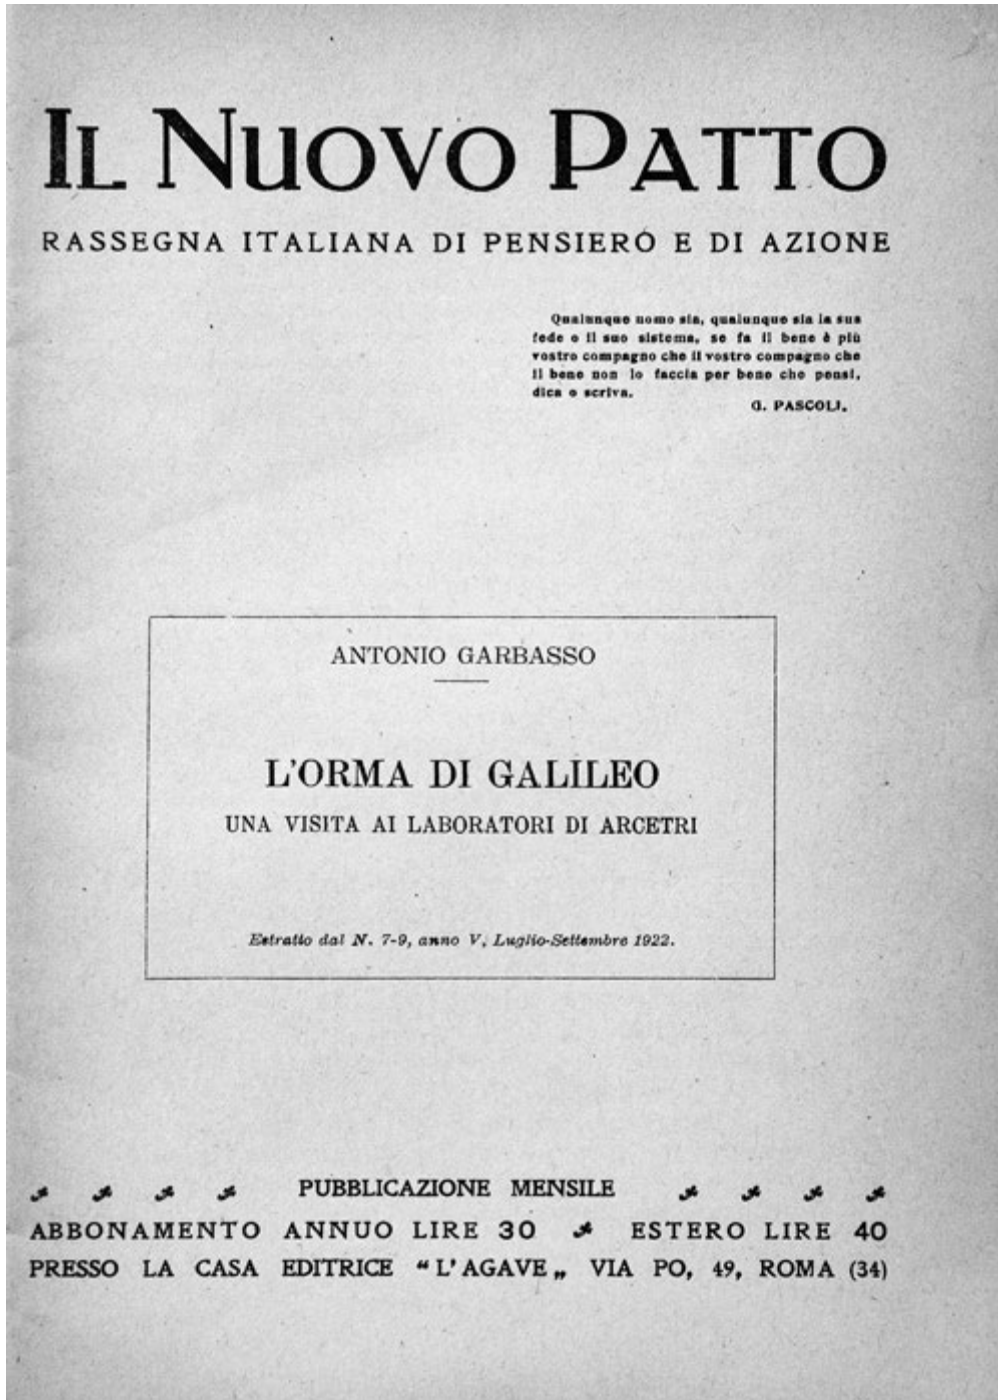 IL NUOVO PATTO
RASSEGNA ITALIANA DI PENSIERO E DI AZIONE
Qualunque uomo sia, qualunque sia la sua
fede o il suo sistema, se fa il bene è più
vostro compagno che il vostro compagno che
il bene non lo faccia per bene che pensi,
dica o scriva.
G. PASCOLI.
ANTONIO GARBASSO
L'ORMA DI GALILEO
UNA VISITA AI LABORATORI DI ARCETRI
Estratto dal N. 7-9, anno V, Luglio-Settembre 1922.
PUBBLICAZIONE MENSILE
ABBONAMENTO ANNUO LIRE 30 ESTERO LIRE 40
PRESSO LA CASA EDITRICE “L'AGAVE„ VIA PO, 49, ROMA (34)